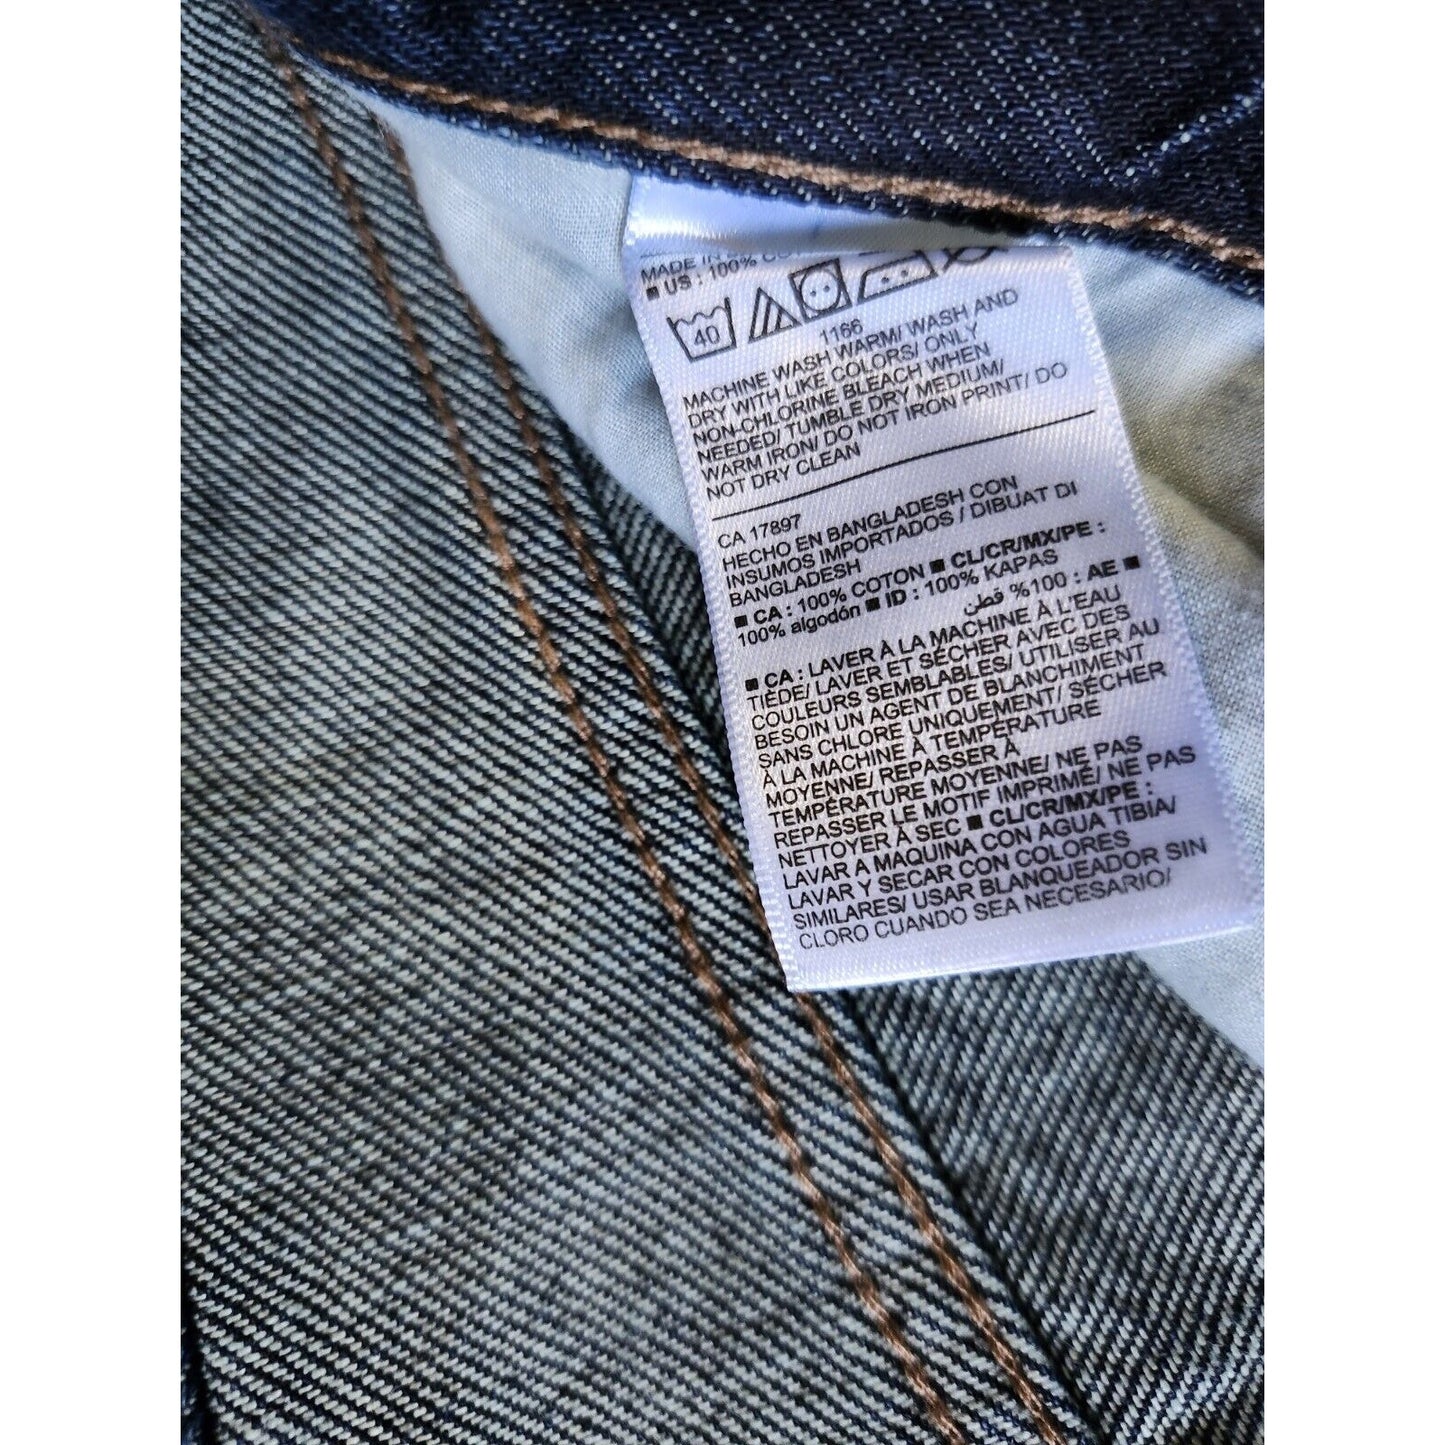 MADE IN
■ US : 100%
40
1166
MACHINE WASH WARM/ WASH AND
DRY WITH LIKE COLORS/ ONLY
NON-CHLORINE BLEACH WHEN
NEEDED/ TUMBLE DRY MEDIUM/
WARM IRON/ DO NOT IRON PRINT/ DO
NOT DRY CLEAN
CA 17897
HECHO EN BANGLADESH CON
INSUMOS IMPORTADOS / DIBUAT DI
BANGLADESH
■ CA : 100% COTON ■ CL/CR/MX/PE :
100% algodón ■ ID : 100% KAPAS
■ AE : 100% قطن
■ CA : LAVER À LA MACHINE À L'EAU
TIÈDE/ LAVER ET SÉCHER AVEC DES
COULEURS SEMBLABLES/ UTILISER AU
BESOIN UN AGENT DE BLANCHIMENT
SANS CHLORE UNIQUEMENT/ SÉCHER
À LA MACHINE À TEMPÉRATURE
MOYENNE/ REPASSER À
TEMPÉRATURE MOYENNE/ NE PAS
REPASSER LE MOTIF IMPRIMÉ/ NE PAS
NETTOYER À SEC ■ CL/CR/MX/PE :
LAVAR A MAQUINA CON AGUA TIBIA/
LAVAR Y SECAR CON COLORES
SIMILARES/ USAR BLANQUEADOR SIN
CLORO CUANDO SEA NECESARIO/